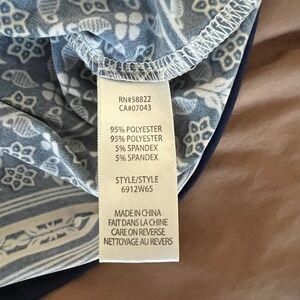 RN#58822
CA#07043
95% POLYESTER
95% POLYESTER
5% SPANDEX
5% SPANDEX
STYLE/STYLE
6912W65
MADE IN CHINA
FAIT DANS LA CHINE
CARE ON REVERSE
NETTOYAGE AU REVERS